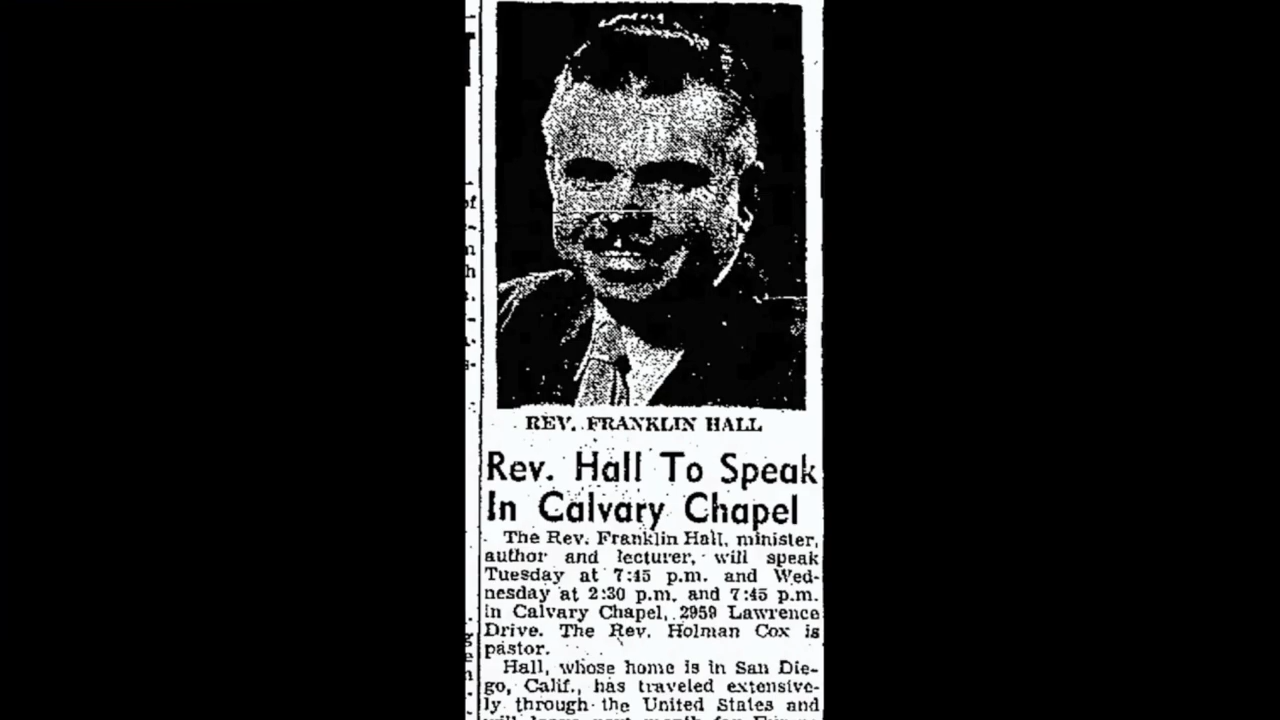 REV. FRANKLIN HALL
Rev. Hall To Speak
In Calvary Chapel
The Rev. Franklin Hall, minister,
author and lecturer, will speak
Tuesday at 7:45 p.m. and Wed-
nesday at 2:30 p.m. and 7:45 p.m.
in Calvary Chapel, 2959 Lawrence
Drive. The Rev. Holman Cox is
pastor.
Hall, whose home is in San Die-
go, Calif., has traveled extensive-
ly through the United States and